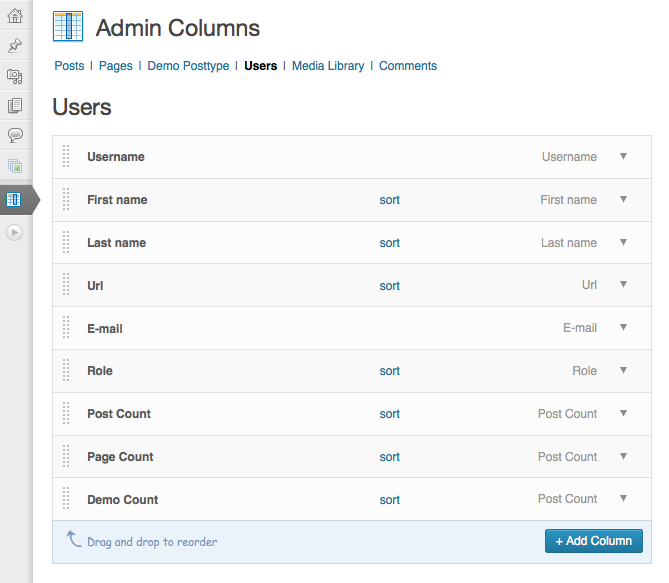 Admin Columns
Posts | Pages | Demo Posttype | Users | Media Library | Comments
Users
Username Username ▼
First name sort First name ▼
Last name sort Last name ▼
Url sort Url ▼
E-mail E-mail ▼
Role sort Role ▼
Post Count sort Post Count ▼
Page Count sort Post Count ▼
Demo Count sort Post Count ▼
Drag and drop to reorder + Add Column